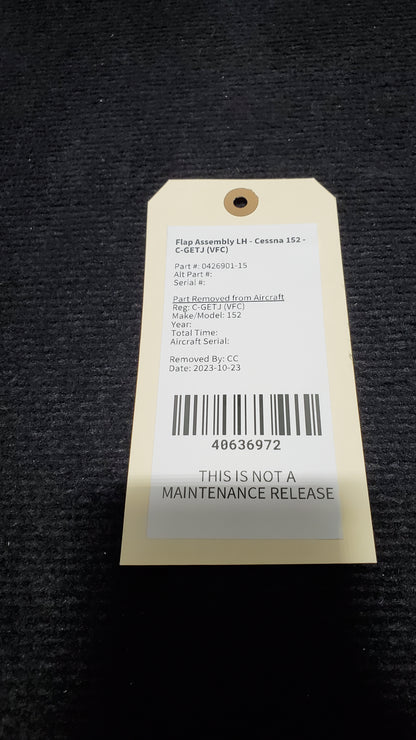 Flap Assembly LH - Cessna 152 -
C-GETJ (VFC)
Part #: 0426901-15
Alt Part #:
Serial #:
Part Removed from Aircraft
Reg: C-GETJ (VFC)
Make/Model: 152
Year:
Total Time:
Aircraft Serial:
Removed By: CC
Date: 2023-10-23
40636972
THIS IS NOT A
MAINTENANCE RELEASE